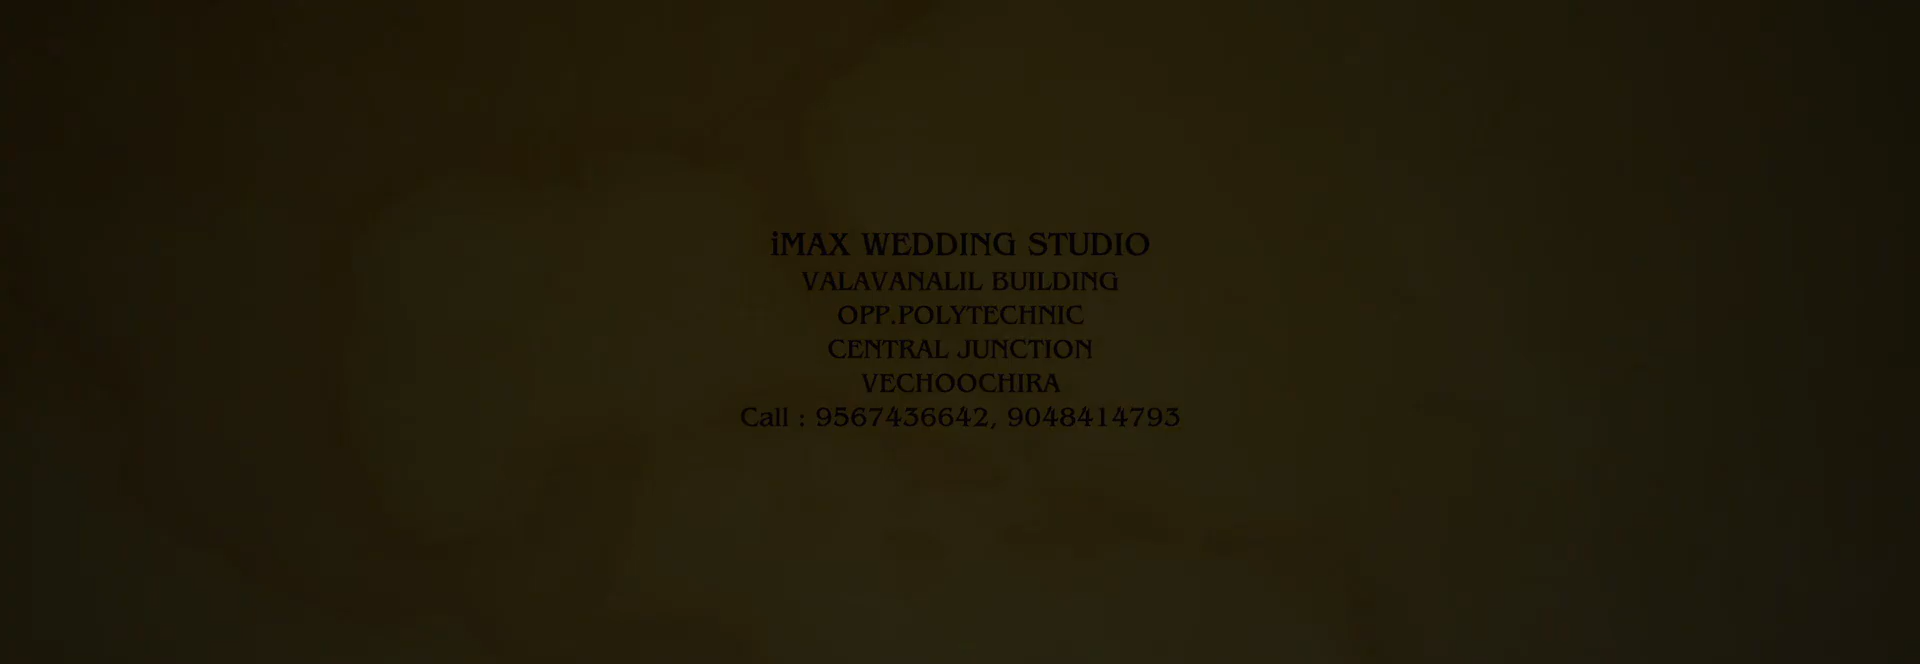 iMAX WEDDING STUDIO
VALAVANALIL BUILDING
OPP.POLYTECHNIC
CENTRAL JUNCTION
VECHOOCHIRA
Call : 9567436642, 9048414793